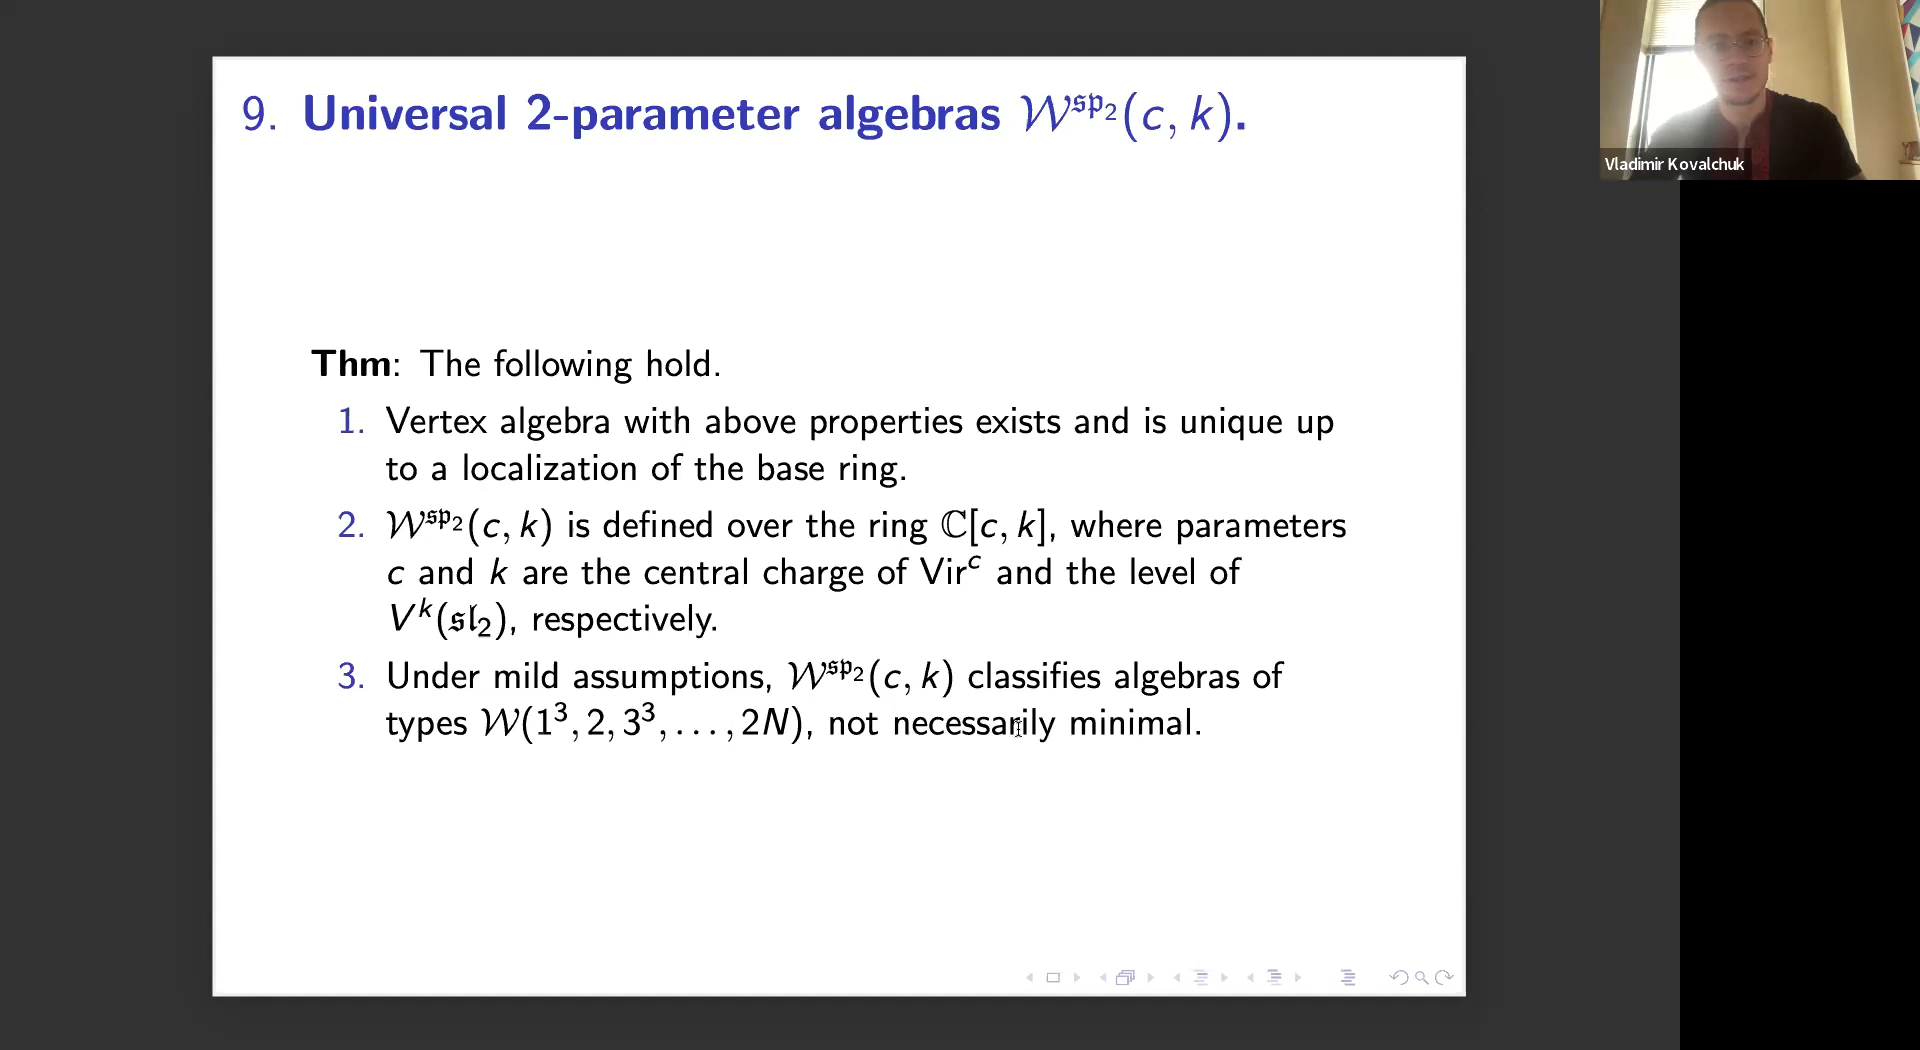 9. Universal 2-parameter algebras 𝒲^{𝔰𝔭₂}(c, k).
Thm: The following hold.
1. Vertex algebra with above properties exists and is unique up
to a localization of the base ring.
2. 𝒲^{𝔰𝔭₂}(c, k) is defined over the ring ℂ[c, k], where parameters
c and k are the central charge of Vir^c and the level of
V^k(𝔰𝔩₂), respectively.
3. Under mild assumptions, 𝒲^{𝔰𝔭₂}(c, k) classifies algebras of
types 𝒲(1³, 2, 3³, . . . , 2N), not necessarily minimal.
Vladimir Kovalchuk